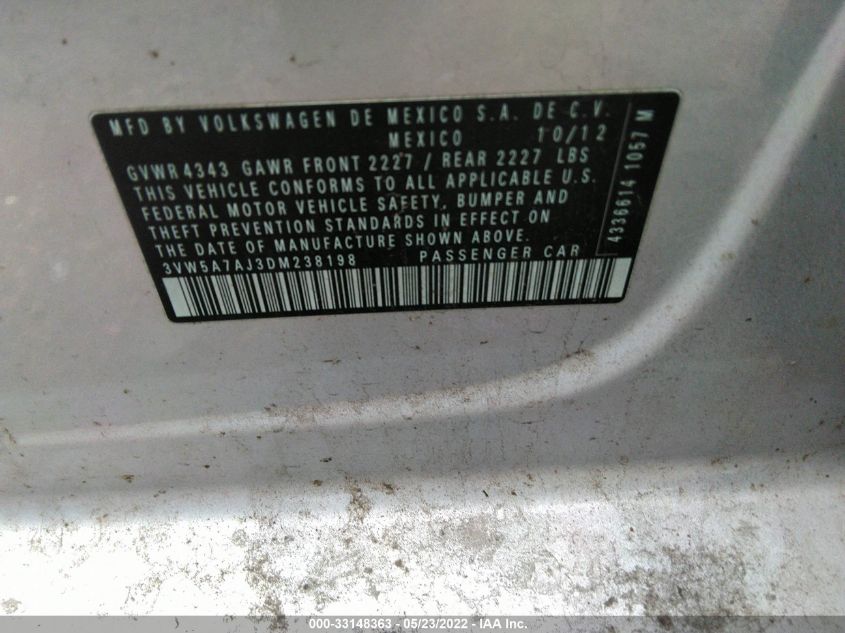 MFD BY VOLKSWAGEN DE MEXICO S.A. DE C.V.
MEXICO 10/12
GVWR 4343 GAWR FRONT 2227 / REAR 2227 LBS
THIS VEHICLE CONFORMS TO ALL APPLICABLE U.S.
FEDERAL MOTOR VEHICLE SAFETY, BUMPER AND
THEFT PREVENTION STANDARDS IN EFFECT ON
THE DATE OF MANUFACTURE SHOWN ABOVE.
3VW5A7AJ3DM238198 PASSENGER CAR
4336614 1057 M
000-33148363 - 05/23/2022 - IAA Inc.